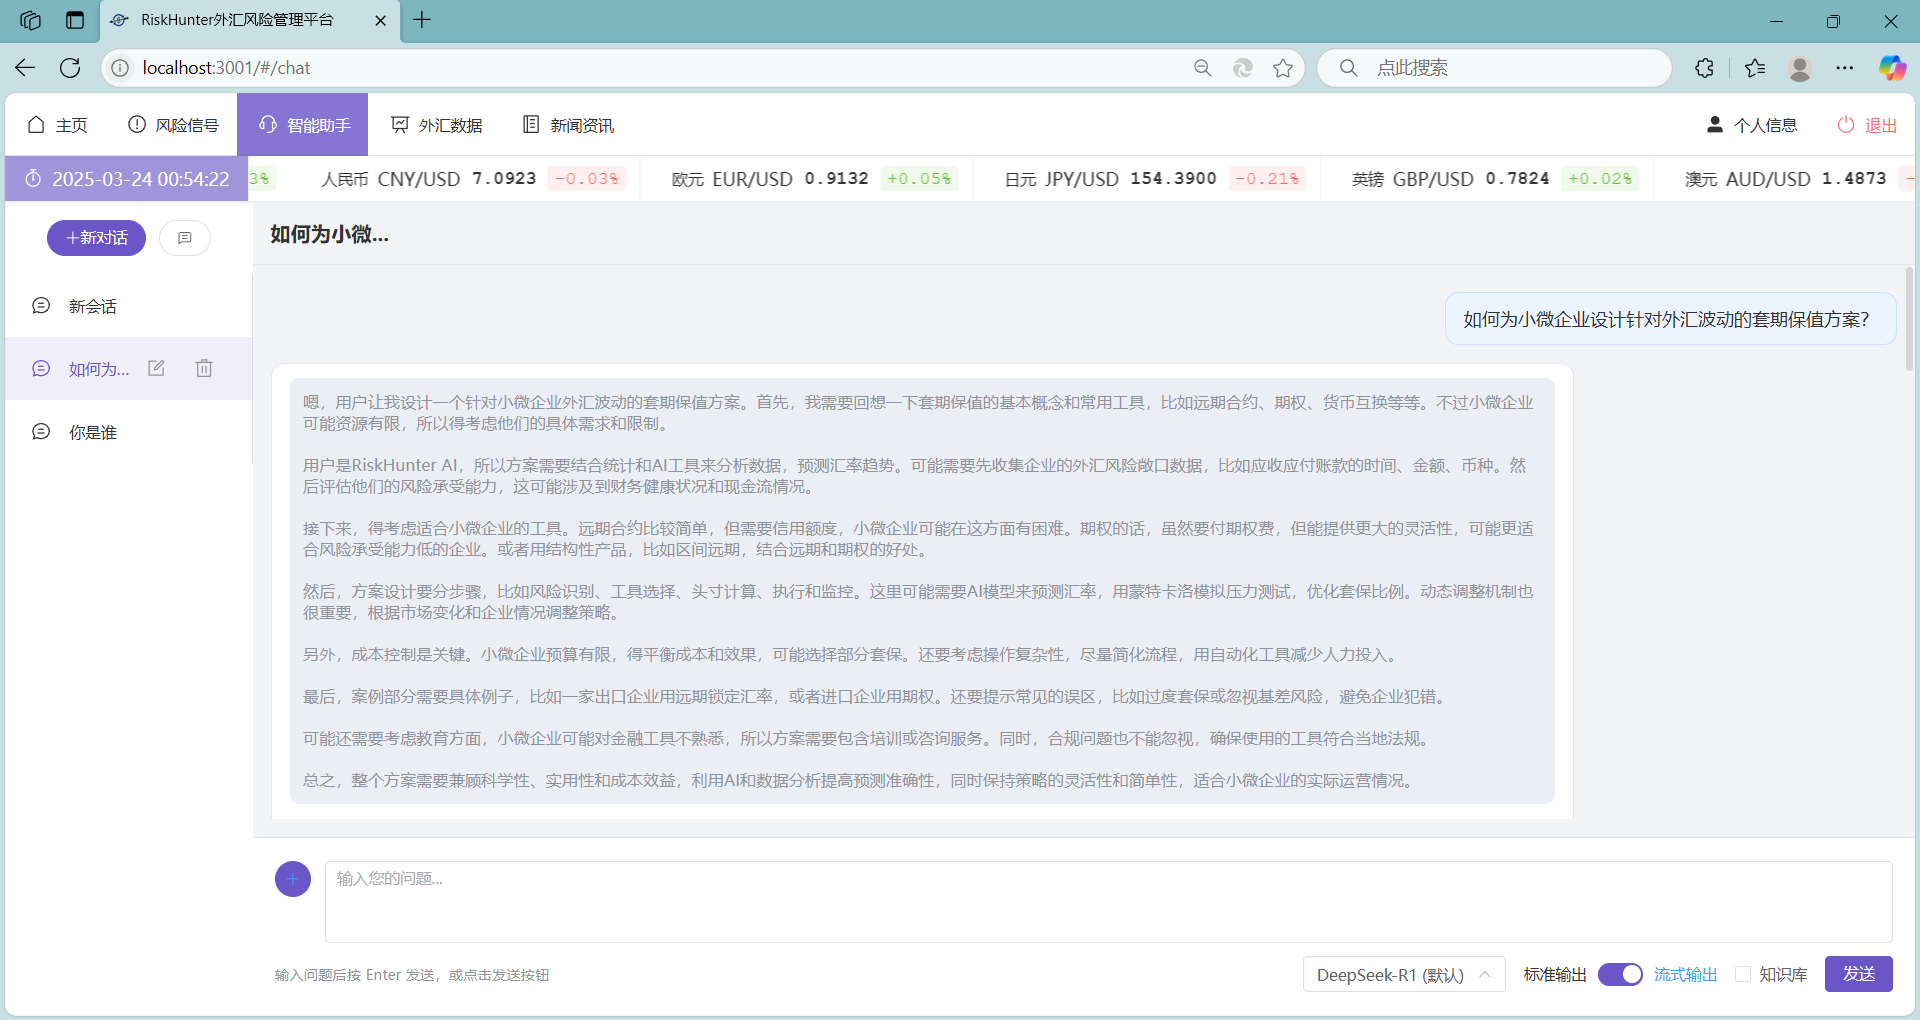 RiskHunter外汇风险管理平台
localhost:3001/#/chat
点此搜索
主页
风险信号
智能助手
外汇数据
新闻资讯
个人信息
退出
2025-03-24 00:54:22
3%
人民币 CNY/USD 7.0923 -0.03%
欧元 EUR/USD 0.9132 +0.05%
日元 JPY/USD 154.3900 -0.21%
英镑 GBP/USD 0.7824 +0.02%
澳元 AUD/USD 1.4873 -
+新对话
新会话
如何为...
你是谁
如何为小微...
如何为小微企业设计针对外汇波动的套期保值方案？
嗯，用户让我设计一个针对小微企业外汇波动的套期保值方案。首先，我需要回想一下套期保值的基本概念和常用工具，比如远期合约、期权、货币互换等等。不过小微企业
可能资源有限，所以得考虑他们的具体需求和限制。
用户是RiskHunter AI，所以方案需要结合统计和AI工具来分析数据，预测汇率趋势。可能需要先收集企业的外汇风险敞口数据，比如应收应付账款的时间、金额、币种。然
后评估他们的风险承受能力，这可能涉及到财务健康状况和现金流情况。
接下来，得考虑适合小微企业的工具。远期合约比较简单，但需要信用额度，小微企业可能在这方面有困难。期权的话，虽然要付期权费，但能提供更大的灵活性，可能更适
合风险承受能力低的企业。或者用结构性产品，比如区间远期，结合远期和期权的好处。
然后，方案设计要分步骤，比如风险识别、工具选择、头寸计算、执行和监控。这里可能需要AI模型来预测汇率，用蒙特卡洛模拟压力测试，优化套保比例。动态调整机制也
很重要，根据市场变化和企业情况调整策略。
另外，成本控制是关键。小微企业预算有限，得平衡成本和效果，可能选择部分套保。还要考虑操作复杂性，尽量简化流程，用自动化工具减少人力投入。
最后，案例部分需要具体例子，比如一家出口企业用远期锁定汇率，或者进口企业用期权。还要提示常见的误区，比如过度套保或忽视基差风险，避免企业犯错。
可能还需要考虑教育方面，小微企业可能对金融工具不熟悉，所以方案需要包含培训或咨询服务。同时，合规问题也不能忽视，确保使用的工具符合当地法规。
总之，整个方案需要兼顾科学性、实用性和成本效益，利用AI和数据分析提高预测准确性，同时保持策略的灵活性和简单性，适合小微企业的实际运营情况。
输入您的问题...
输入问题后按 Enter 发送，或点击发送按钮
DeepSeek-R1 (默认)
标准输出
流式输出
知识库
发送